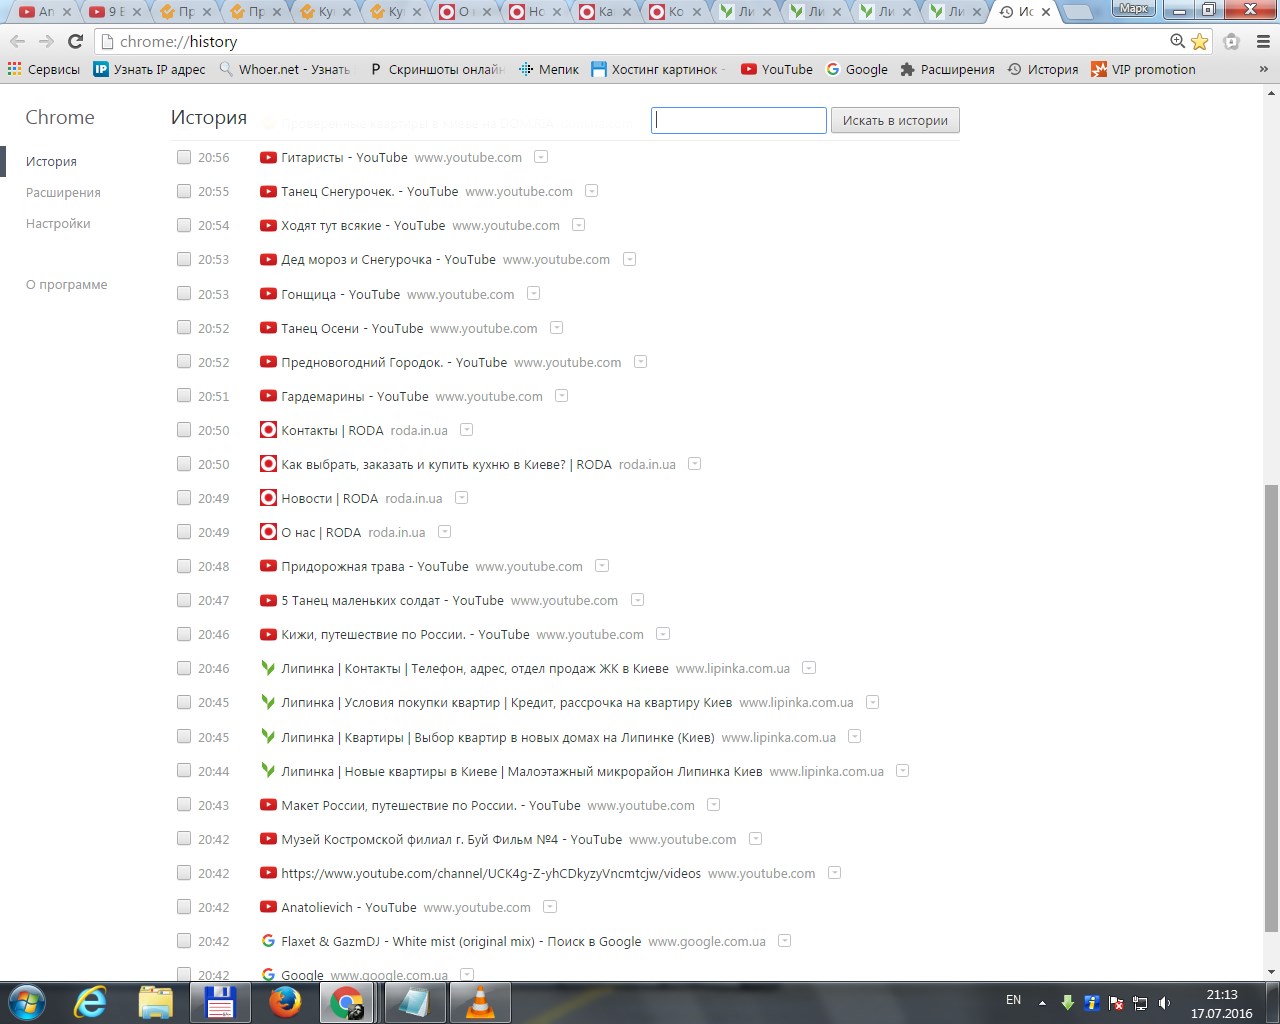 An
9 Е
Пр
Пр
Ку
Ку
О
Но
Ка
Ко
Ли
Ли
Ли
Ли
Ис
Марк
chrome://history
Сервисы
Узнать IP адрес
Whoer.net - Узнать
Скриншоты онлайн
Мепик
Хостинг картинок -
YouTube
Google
Расширения
История
VIP promotion
»
Chrome
История
Искать в истории
История
Расширения
Настройки
О программе
20:56 Гитаристы - YouTube www.youtube.com
20:55 Танец Снегурочек. - YouTube www.youtube.com
20:54 Ходят тут всякие - YouTube www.youtube.com
20:53 Дед мороз и Снегурочка - YouTube www.youtube.com
20:53 Гонщица - YouTube www.youtube.com
20:52 Танец Осени - YouTube www.youtube.com
20:52 Предновогодний Городок. - YouTube www.youtube.com
20:51 Гардемарины - YouTube www.youtube.com
20:50 Контакты | RODA roda.in.ua
20:50 Как выбрать, заказать и купить кухню в Киеве? | RODA roda.in.ua
20:49 Новости | RODA roda.in.ua
20:49 О нас | RODA roda.in.ua
20:48 Придорожная трава - YouTube www.youtube.com
20:47 5 Танец маленьких солдат - YouTube www.youtube.com
20:46 Кижи, путешествие по России. - YouTube www.youtube.com
20:46 Липинка | Контакты | Телефон, адрес, отдел продаж ЖК в Киеве www.lipinka.com.ua
20:45 Липинка | Условия покупки квартир | Кредит, рассрочка на квартиру Киев www.lipinka.com.ua
20:45 Липинка | Квартиры | Выбор квартир в новых домах на Липинке (Киев) www.lipinka.com.ua
20:44 Липинка | Новые квартиры в Киеве | Малоэтажный микрорайон Липинка Киев www.lipinka.com.ua
20:43 Макет России, путешествие по России. - YouTube www.youtube.com
20:42 Музей Костромской филиал г. Буй Фильм №4 - YouTube www.youtube.com
20:42 https://www.youtube.com/channel/UCK4g-Z-yhCDkyzyVncmtcjw/videos www.youtube.com
20:42 Anatolievich - YouTube www.youtube.com
20:42 Flaxet & GazmDJ - White mist (original mix) - Поиск в Google www.google.com.ua
20:42 Google www.google.com.ua
EN
21:13
17.07.2016